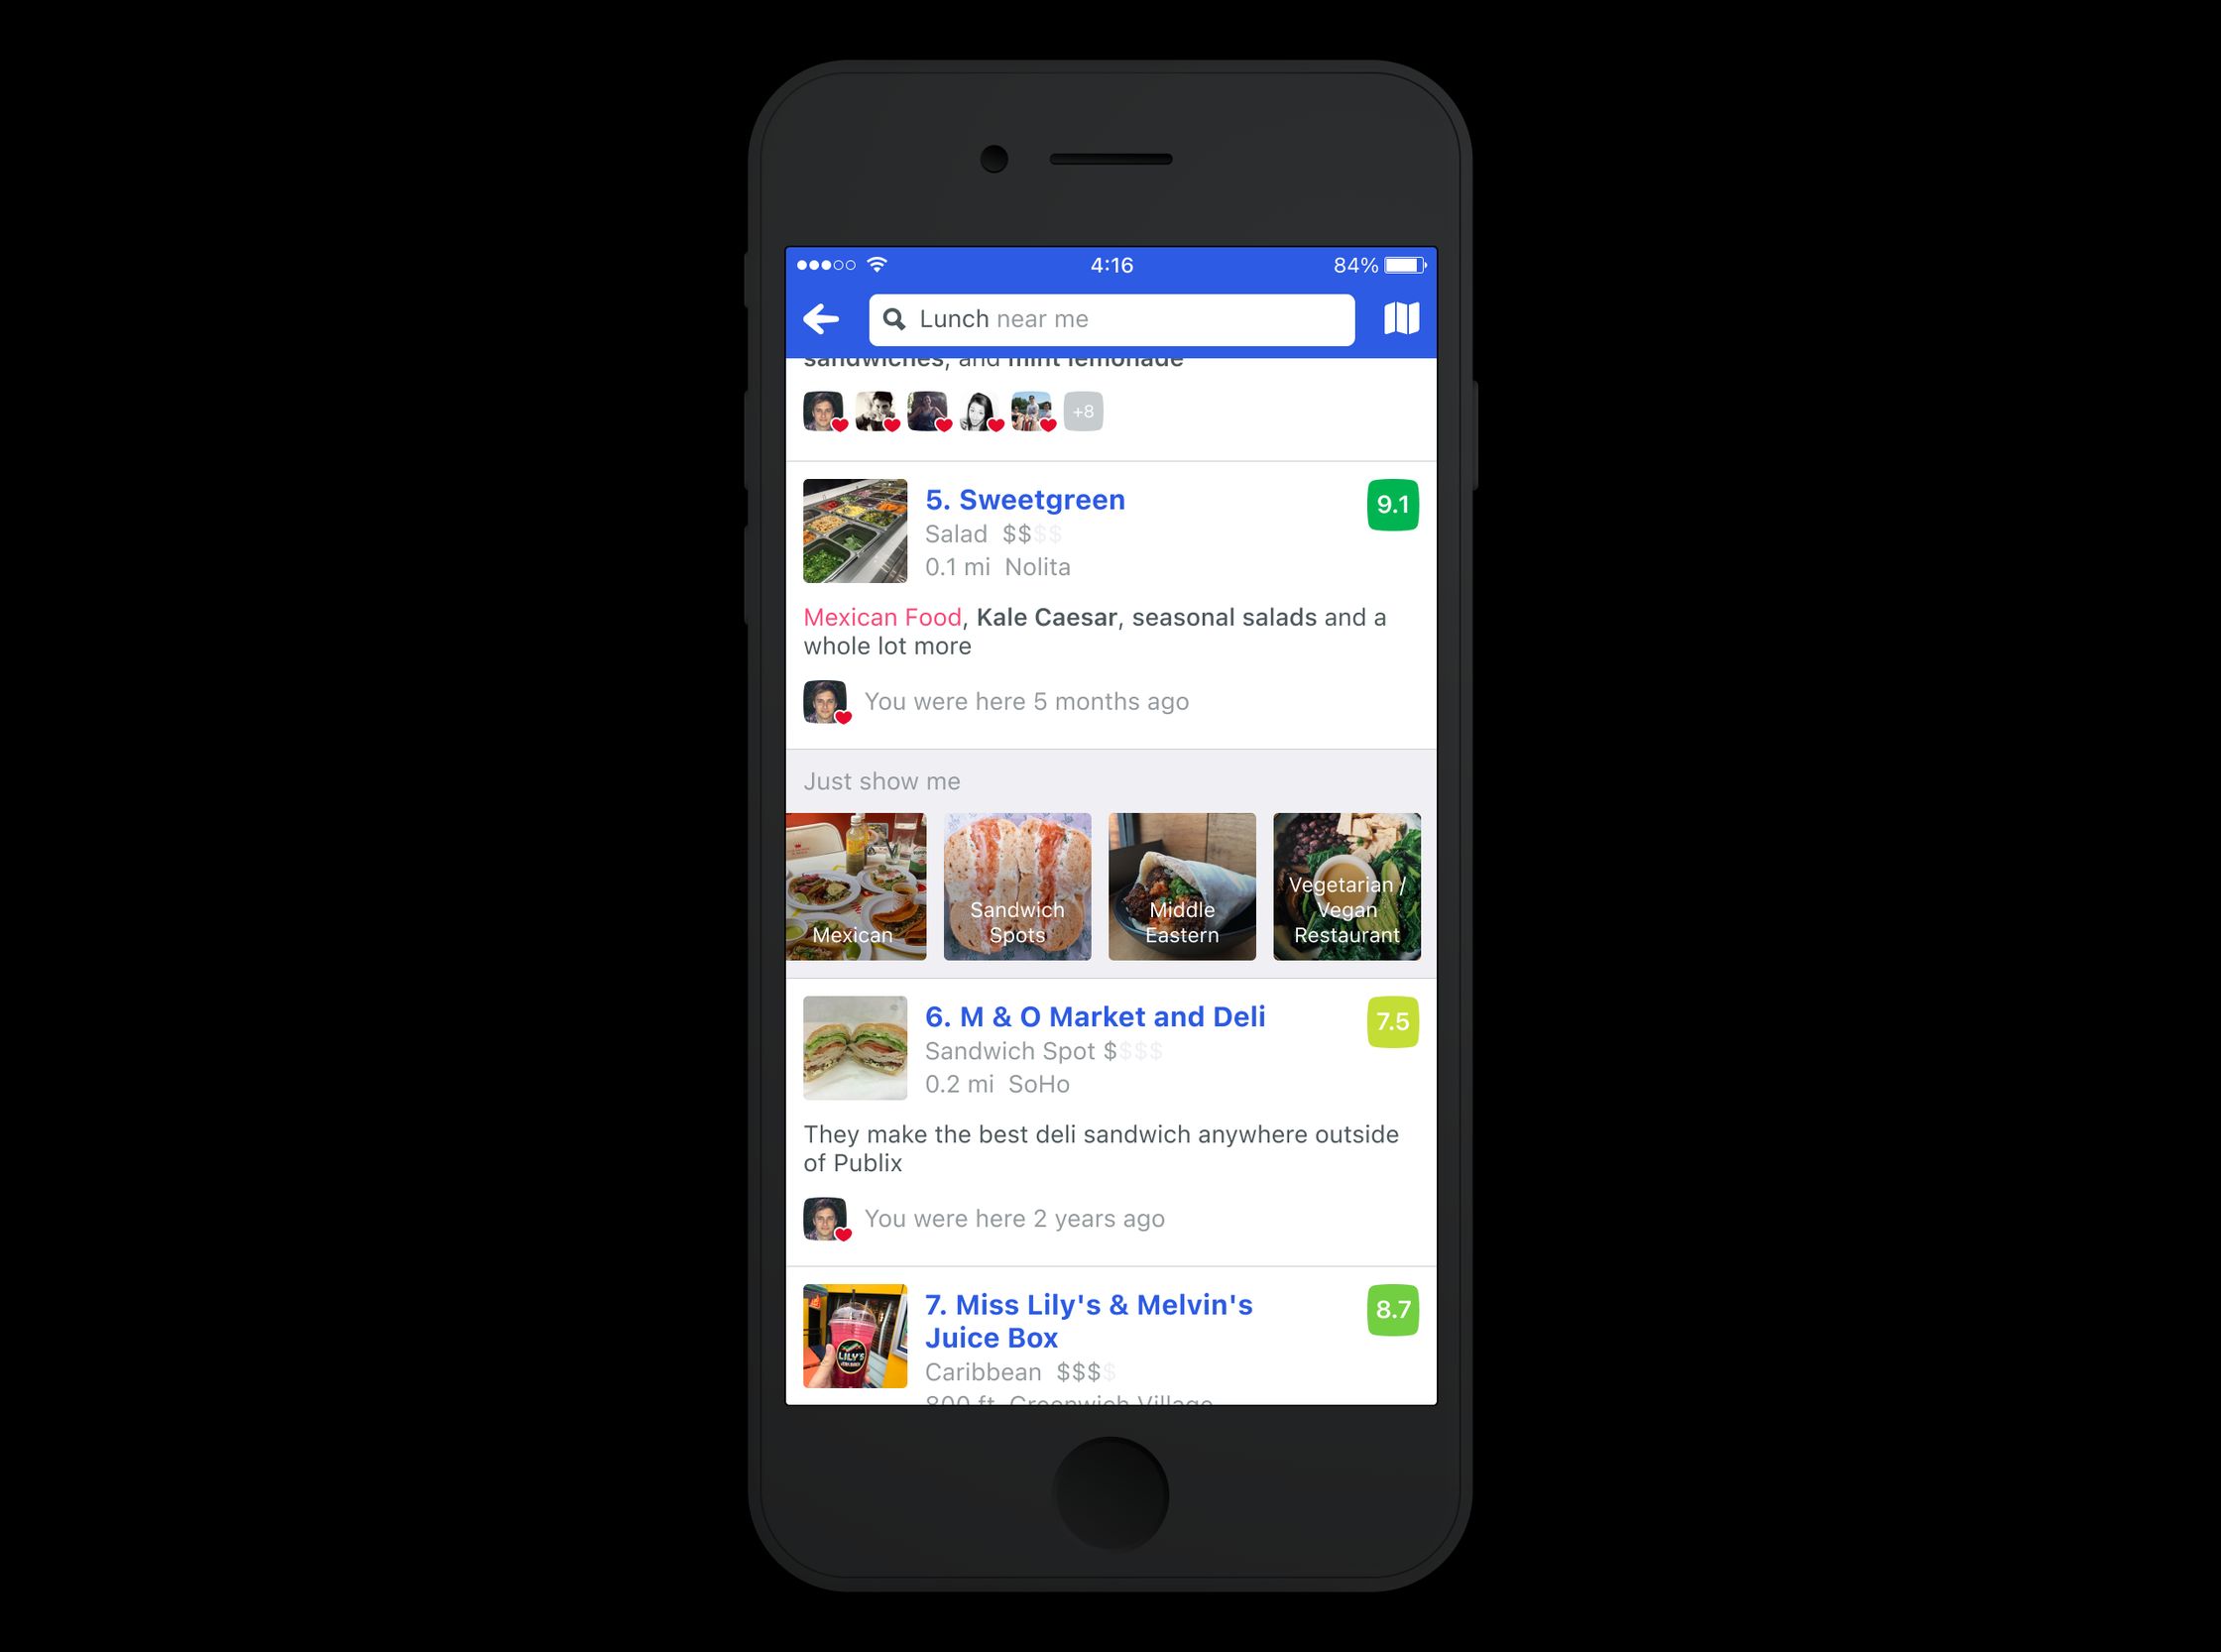 4:16
84%
Lunch near me
sandwiches, and mint lemonade
+8
5. Sweetgreen
9.1
Salad $$$$
0.1 mi Nolita
Mexican Food, Kale Caesar, seasonal salads and a
whole lot more
You were here 5 months ago
Just show me
Mexican
Sandwich
Spots
Middle
Eastern
Vegetarian /
Vegan
Restaurant
6. M & O Market and Deli
7.5
Sandwich Spot $$$$
0.2 mi SoHo
They make the best deli sandwich anywhere outside
of Publix
You were here 2 years ago
7. Miss Lily's & Melvin's
Juice Box
8.7
LILY'S
Caribbean $$$$
800 ft Greenwich Village